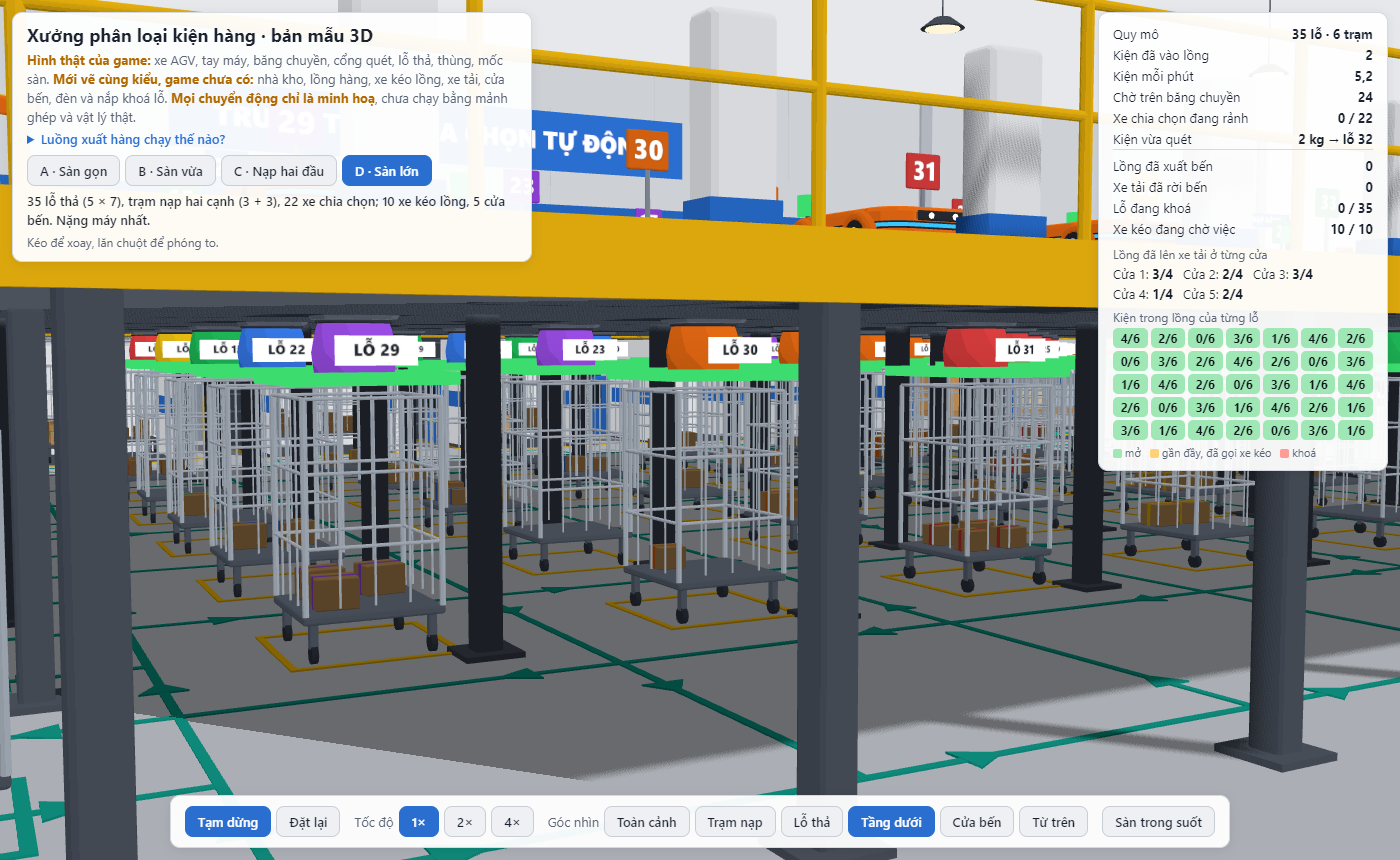 Xưởng phân loại kiện hàng · bản mẫu 3D
Hình thật của game: xe AGV, tay máy, băng chuyền, cổng quét, lỗ thả, thùng, mốc
sàn. Mới vẽ cùng kiểu, game chưa có: nhà kho, lồng hàng, xe kéo lồng, xe tải, cửa
bến, đèn và nắp khoá lỗ. Mọi chuyển động chỉ là minh hoạ, chưa chạy bằng mảnh
ghép và vật lý thật.
▶ Luồng xuất hàng chạy thế nào?
A · Sàn gọn
B · Sàn vừa
C · Nạp hai đầu
D · Sàn lớn
35 lỗ thả (5 × 7), trạm nạp hai cạnh (3 + 3), 22 xe chia chọn; 10 xe kéo lồng, 5 cửa
bến. Nặng máy nhất.
Kéo để xoay, lăn chuột để phóng to.
CHỌN TỰ ĐỘN
30
31
23
Quy mô 35 lỗ · 6 trạm
Kiện đã vào lồng 2
Kiện mỗi phút 5,2
Chờ trên băng chuyền 24
Xe chia chọn đang rảnh 0 / 22
Kiện vừa quét 2 kg → lỗ 32
Lồng đã xuất bến 0
Xe tải đã rời bến 0
Lỗ đang khoá 0 / 35
Xe kéo đang chờ việc 10 / 10
Lồng đã lên xe tải ở từng cửa
Cửa 1: 3/4 Cửa 2: 2/4 Cửa 3: 3/4
Cửa 4: 1/4 Cửa 5: 2/4
Kiện trong lồng của từng lỗ
4/6 2/6 0/6 3/6 1/6 4/6 2/6
0/6 3/6 2/6 4/6 2/6 0/6 3/6
1/6 4/6 2/6 0/6 3/6 1/6 4/6
2/6 0/6 3/6 1/6 4/6 2/6 1/6
3/6 1/6 4/6 2/6 0/6 3/6 1/6
mở gần đầy, đã gọi xe kéo khoá
LỖ 22
LỖ 29
LỖ 23
LỖ 30
LỖ 31
Tạm dừng
Đặt lại
Tốc độ
1×
2×
4×
Góc nhìn
Toàn cảnh
Trạm nạp
Lỗ thả
Tầng dưới
Cửa bến
Từ trên
Sàn trong suốt